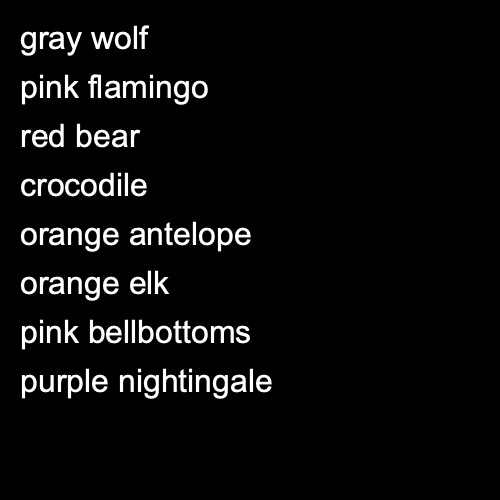 gray wolf
pink flamingo
red bear
crocodile
orange antelope
orange elk
pink bellbottoms
purple nightingale